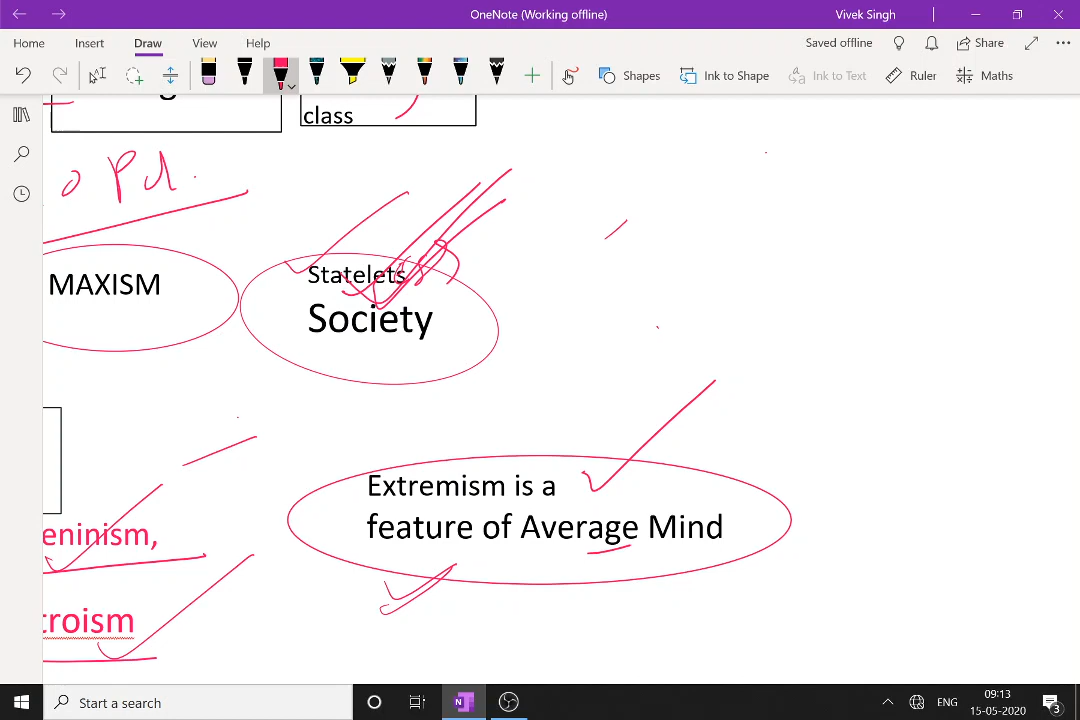 OneNote (Working offline)
Vivek Singh
Home Insert Draw View Help
Saved offline
Share
Shapes
Ink to Shape
Ink to Text
Ruler
Maths
class
o Pd.
MAXISM
Statelets
Society
Extremism is a
feature of Average Mind
eninism,
troism
Start a search
N
ENG
09:13
15-05-2020
3